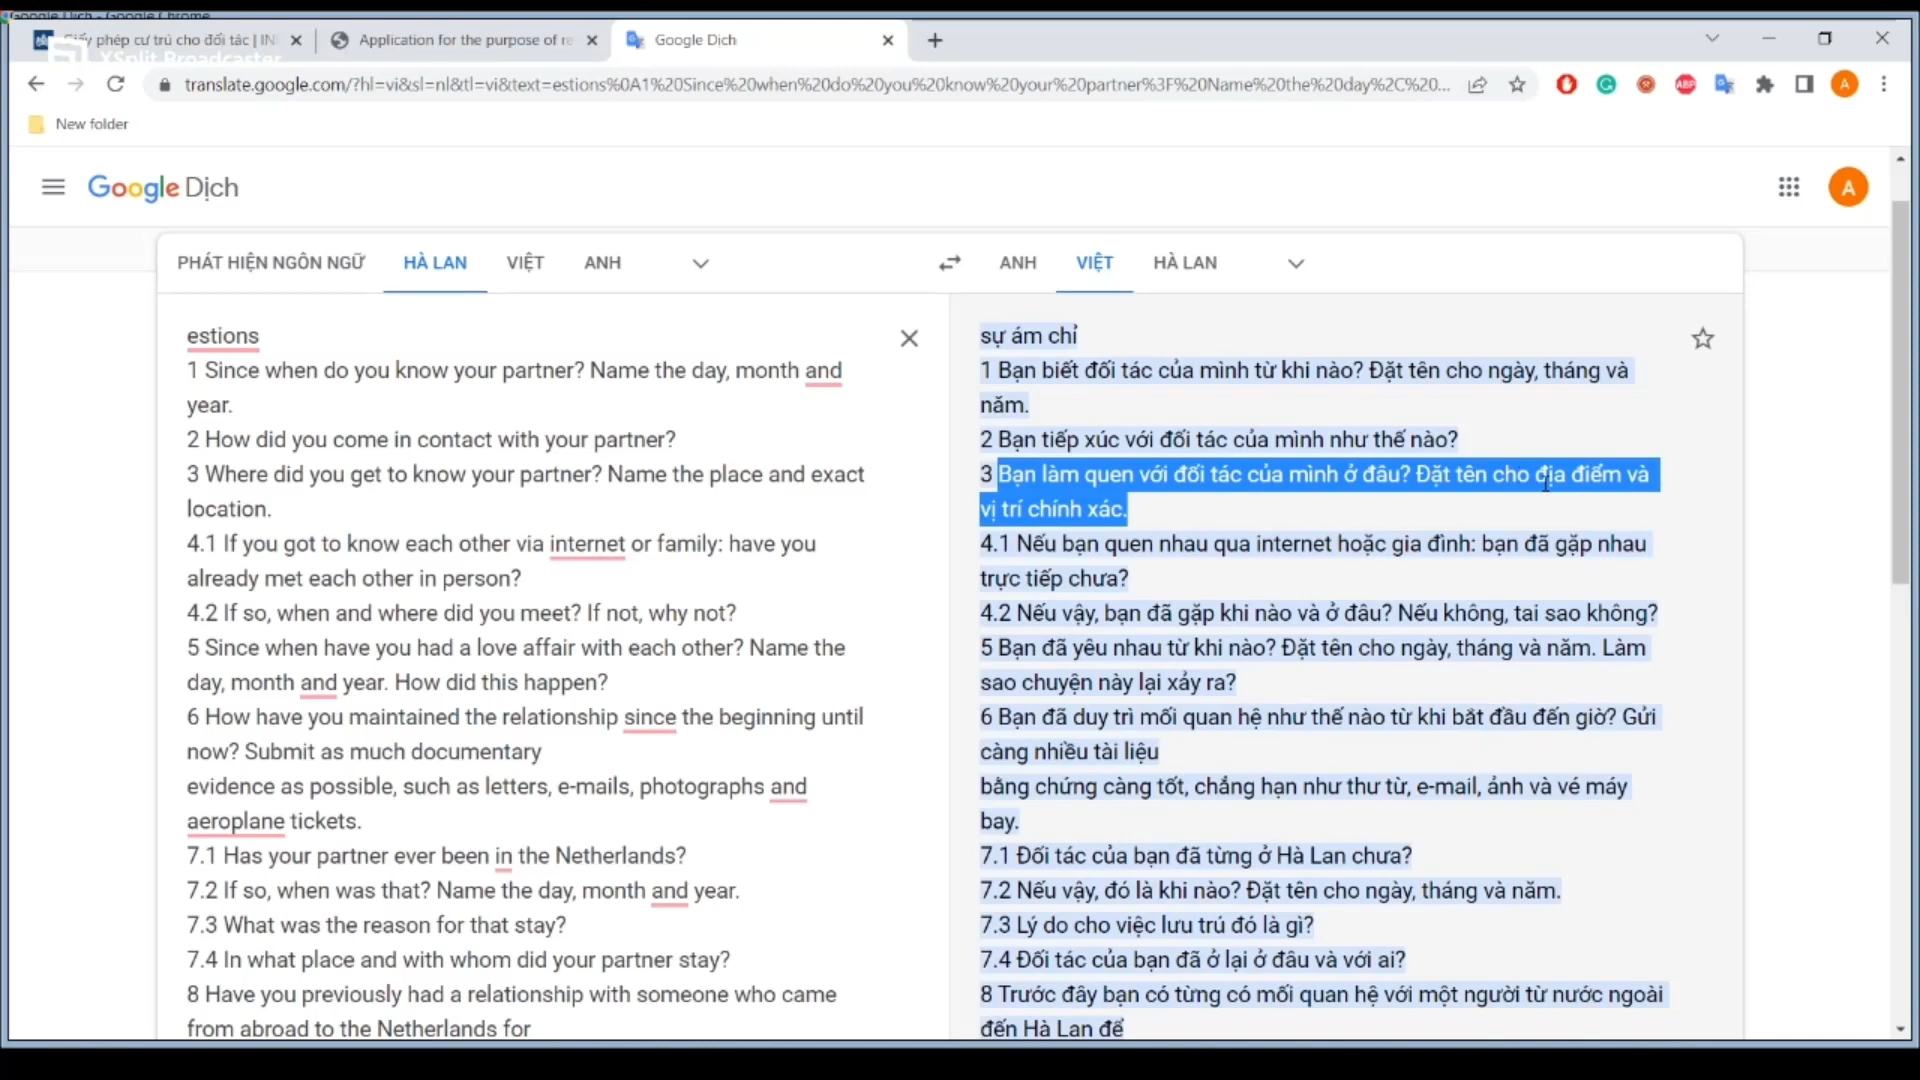 Google Dịch - Google Chrome
Giấy phép cư trú cho đối tác | IN
Application for the purpose of re
Google Dịch
XSplit Broadcaster
translate.google.com/?hl=vi&sl=nl&tl=vi&text=estions%0A1%20Since%20when%20do%20you%20know%20your%20partner%3F%20Name%20the%20day%2C%20...
ABP
A
New folder
Google Dịch
A
PHÁT HIỆN NGÔN NGỮ HÀ LAN VIỆT ANH
ANH VIỆT HÀ LAN
estions
1 Since when do you know your partner? Name the day, month and
year.
2 How did you come in contact with your partner?
3 Where did you get to know your partner? Name the place and exact
location.
4.1 If you got to know each other via internet or family: have you
already met each other in person?
4.2 If so, when and where did you meet? If not, why not?
5 Since when have you had a love affair with each other? Name the
day, month and year. How did this happen?
6 How have you maintained the relationship since the beginning until
now? Submit as much documentary
evidence as possible, such as letters, e-mails, photographs and
aeroplane tickets.
7.1 Has your partner ever been in the Netherlands?
7.2 If so, when was that? Name the day, month and year.
7.3 What was the reason for that stay?
7.4 In what place and with whom did your partner stay?
8 Have you previously had a relationship with someone who came
from abroad to the Netherlands for
sự ám chỉ
1 Bạn biết đối tác của mình từ khi nào? Đặt tên cho ngày, tháng và
năm.
2 Bạn tiếp xúc với đối tác của mình như thế nào?
3 Bạn làm quen với đối tác của mình ở đâu? Đặt tên cho địa điểm và
vị trí chính xác.
4.1 Nếu bạn quen nhau qua internet hoặc gia đình: bạn đã gặp nhau
trực tiếp chưa?
4.2 Nếu vậy, bạn đã gặp khi nào và ở đâu? Nếu không, tại sao không?
5 Bạn đã yêu nhau từ khi nào? Đặt tên cho ngày, tháng và năm. Làm
sao chuyện này lại xảy ra?
6 Bạn đã duy trì mối quan hệ như thế nào từ khi bắt đầu đến giờ? Gửi
càng nhiều tài liệu
bằng chứng càng tốt, chẳng hạn như thư từ, e-mail, ảnh và vé máy
bay.
7.1 Đối tác của bạn đã từng ở Hà Lan chưa?
7.2 Nếu vậy, đó là khi nào? Đặt tên cho ngày, tháng và năm.
7.3 Lý do cho việc lưu trú đó là gì?
7.4 Đối tác của bạn đã ở lại ở đâu và với ai?
8 Trước đây bạn có từng có mối quan hệ với một người từ nước ngoài
đến Hà Lan để